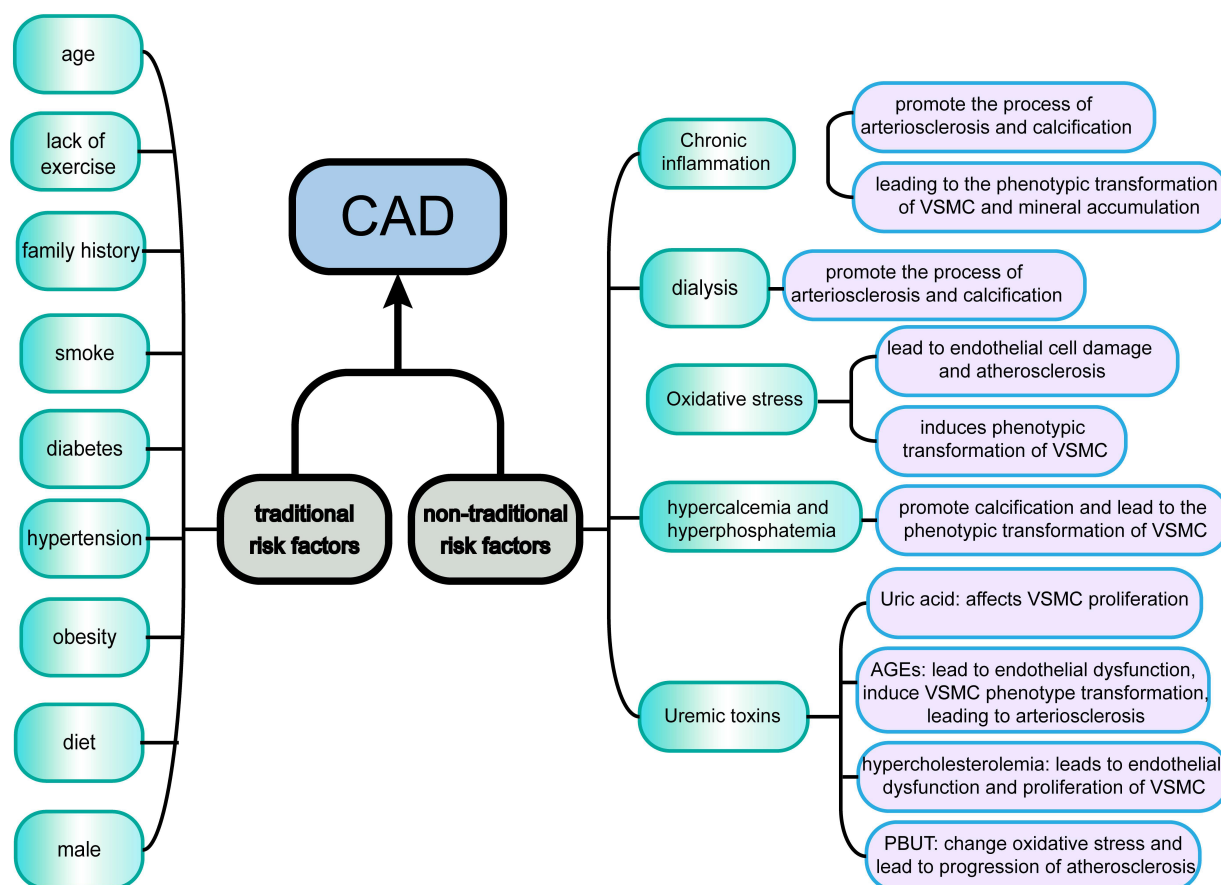 age
lack of
exercise
family history
smoke
diabetes
hypertension
obesity
diet
male
CAD
traditional
risk factors
non-traditional
risk factors
Chronic
inflammation
promote the process of
arteriosclerosis and calcification
leading to the phenotypic transformation
of VSMC and mineral accumulation
dialysis
promote the process of
arteriosclerosis and calcification
Oxidative stress
lead to endothelial cell damage
and atherosclerosis
induces phenotypic
transformation of VSMC
hypercalcemia and
hyperphosphatemia
promote calcification and lead to the
phenotypic transformation of VSMC
Uremic toxins
Uric acid: affects VSMC proliferation
AGEs: lead to endothelial dysfunction,
induce VSMC phenotype transformation,
leading to arteriosclerosis
hypercholesterolemia: leads to endothelial
dysfunction and proliferation of VSMC
PBUT: change oxidative stress and
lead to progression of atherosclerosis